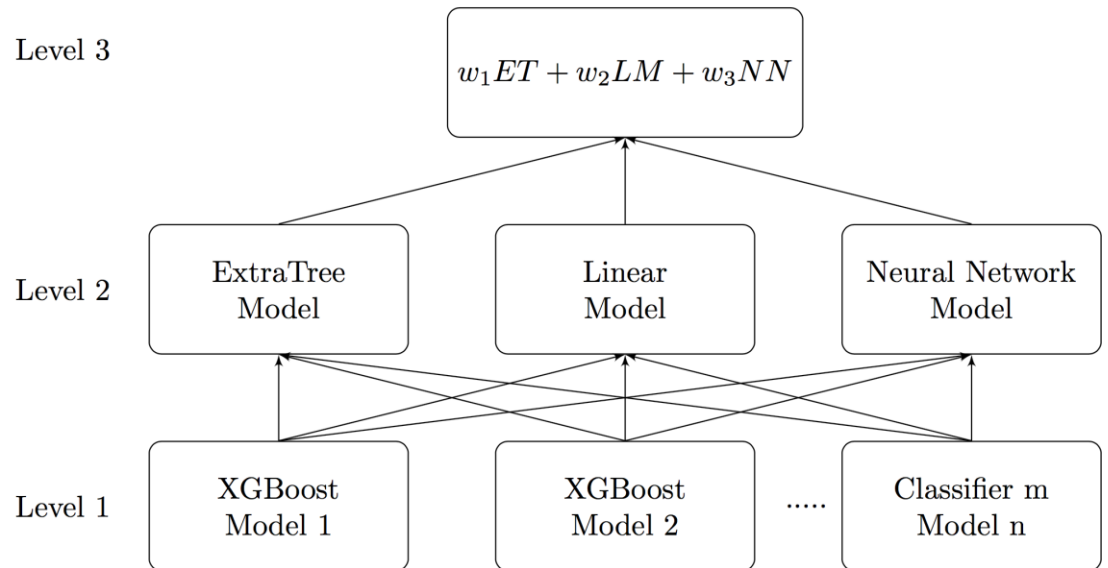 Level 3
w₁ET + w₂LM + w₃NN
Level 2
ExtraTree
Model
Linear
Model
Neural Network
Model
Level 1
XGBoost
Model 1
XGBoost
Model 2
.....
Classifier m
Model n